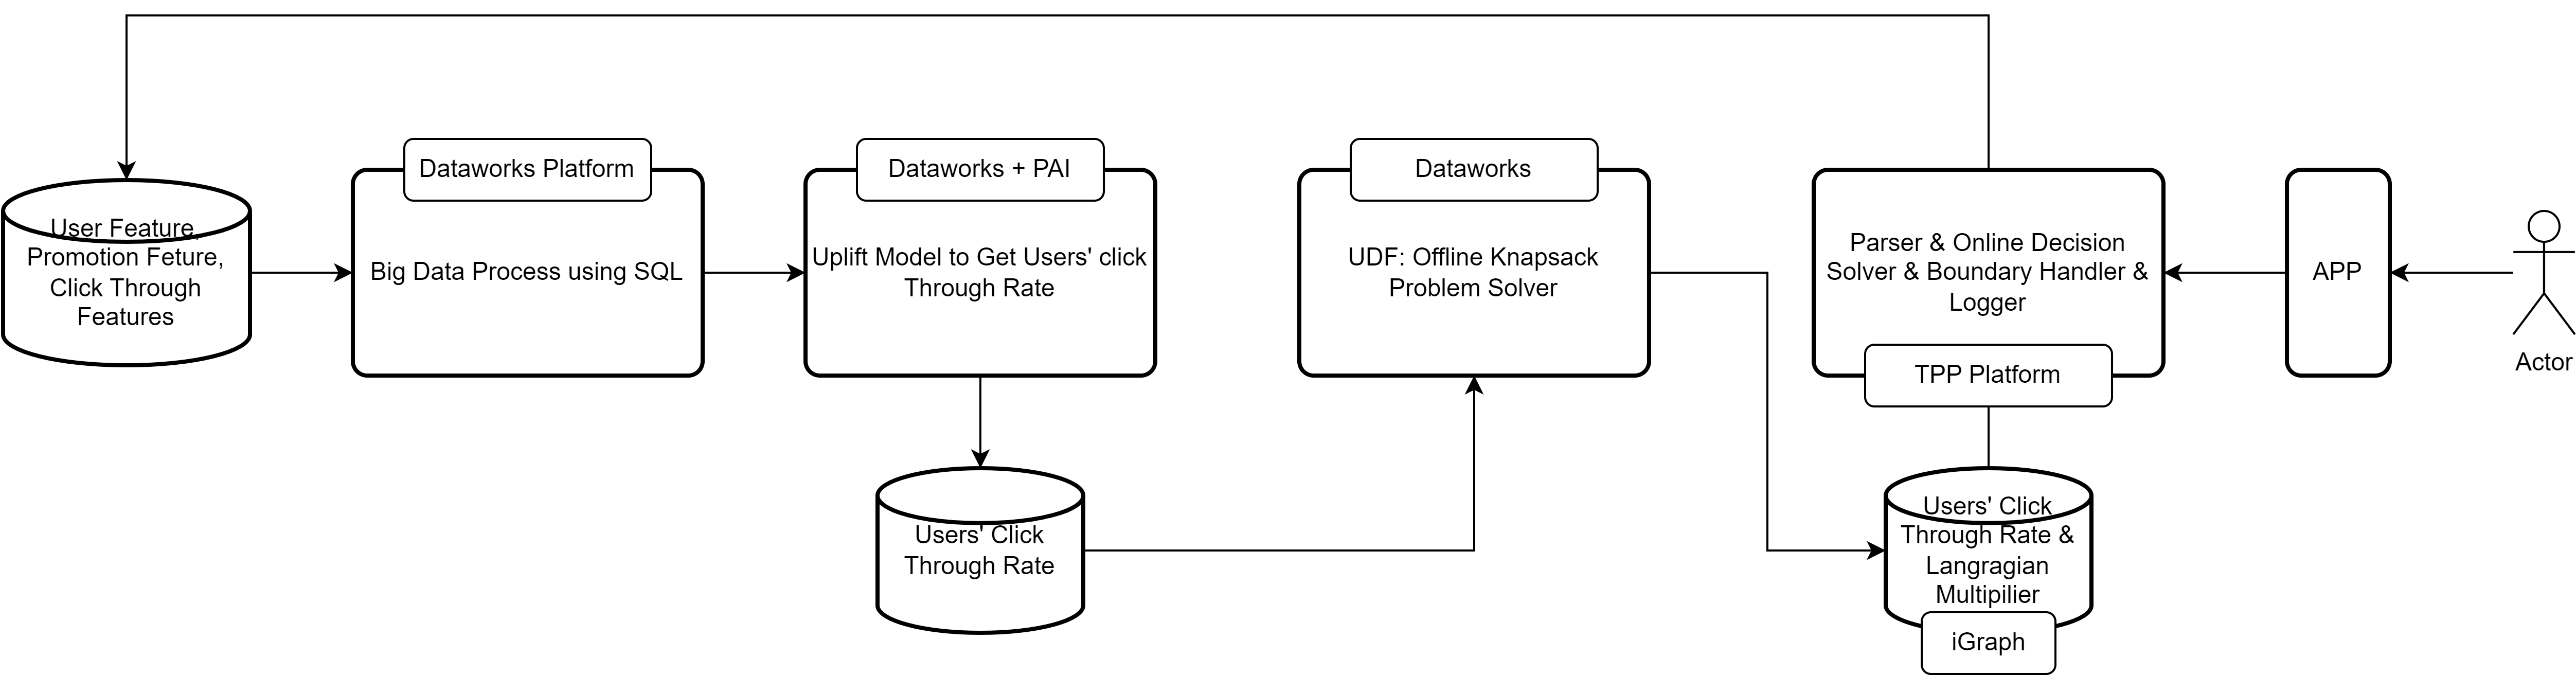 User Feature,
Promotion Feture,
Click Through
Features
Dataworks Platform
Big Data Process using SQL
Dataworks + PAI
Uplift Model to Get Users' click
Through Rate
Users' Click
Through Rate
Dataworks
UDF: Offline Knapsack
Problem Solver
Parser & Online Decision
Solver & Boundary Handler &
Logger
TPP Platform
Users' Click
Through Rate &
Langragian
Multipilier
iGraph
APP
Actor